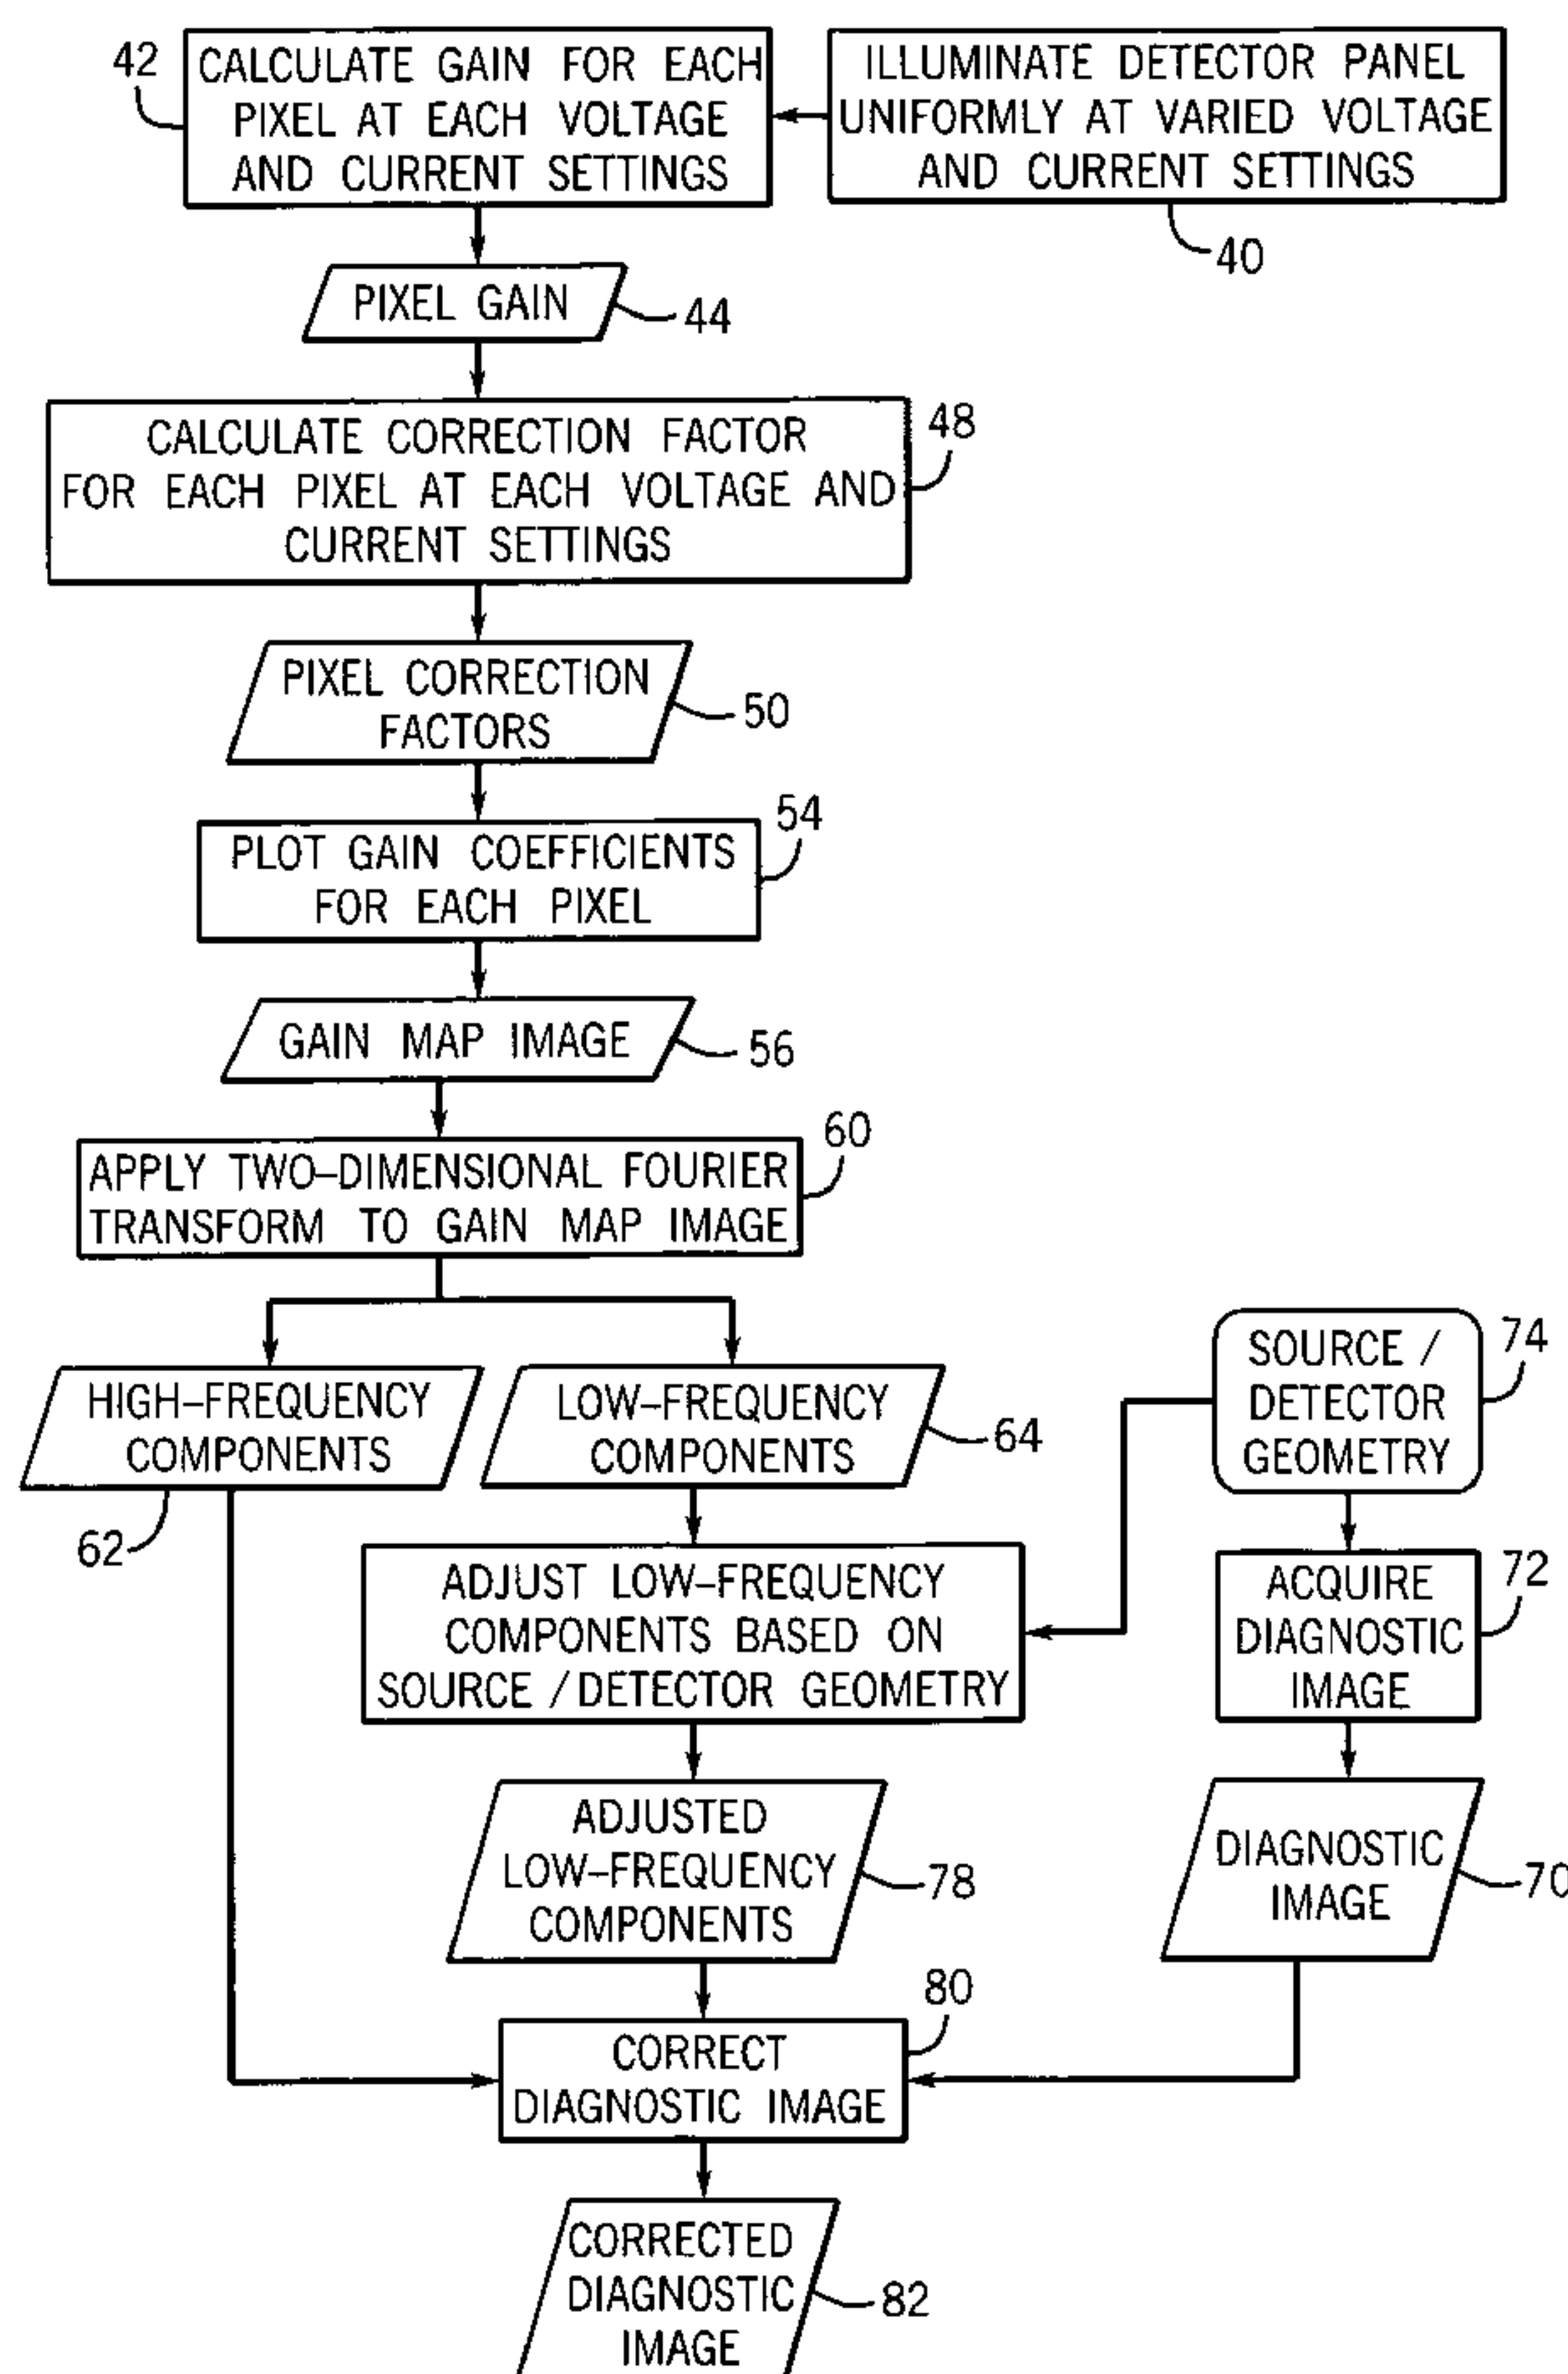 42
CALCULATE GAIN FOR EACH
PIXEL AT EACH VOLTAGE
AND CURRENT SETTINGS
ILLUMINATE DETECTOR PANEL
UNIFORMLY AT VARIED VOLTAGE
AND CURRENT SETTINGS
40
PIXEL GAIN
44
CALCULATE CORRECTION FACTOR
FOR EACH PIXEL AT EACH VOLTAGE AND
CURRENT SETTINGS
48
PIXEL CORRECTION
FACTORS
50
PLOT GAIN COEFFICIENTS
FOR EACH PIXEL
54
GAIN MAP IMAGE
56
APPLY TWO–DIMENSIONAL FOURIER
TRANSFORM TO GAIN MAP IMAGE
60
HIGH–FREQUENCY
COMPONENTS
62
LOW–FREQUENCY
COMPONENTS
64
SOURCE /
DETECTOR
GEOMETRY
74
ADJUST LOW–FREQUENCY
COMPONENTS BASED ON
SOURCE / DETECTOR GEOMETRY
ACQUIRE
DIAGNOSTIC
IMAGE
72
ADJUSTED
LOW–FREQUENCY
COMPONENTS
78
DIAGNOSTIC
IMAGE
70
CORRECT
DIAGNOSTIC IMAGE
80
CORRECTED
DIAGNOSTIC
IMAGE
82